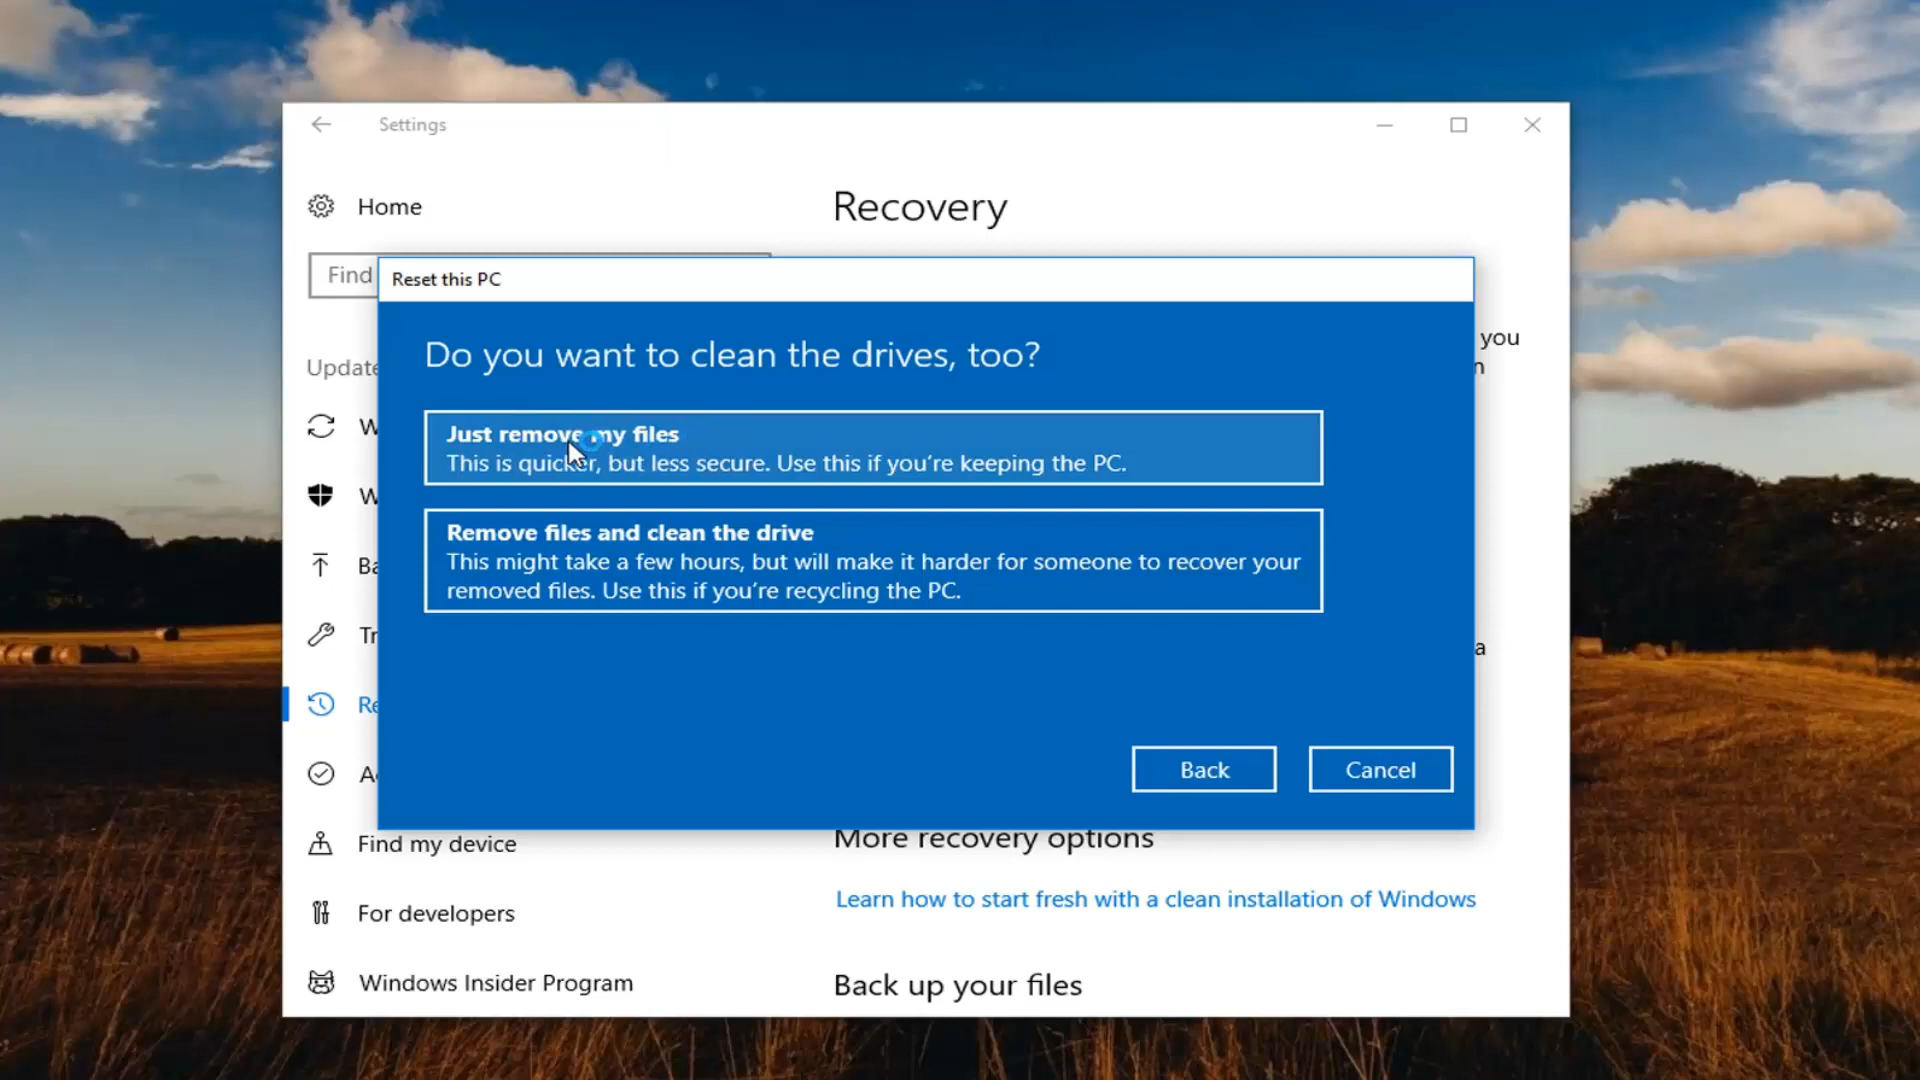 Settings
Home
Recovery
Find
Reset this PC
Update
you
n
Do you want to clean the drives, too?
W
Just remove my files
This is quicker, but less secure. Use this if you're keeping the PC.
W
Remove files and clean the drive
This might take a few hours, but will make it harder for someone to recover your
removed files. Use this if you're recycling the PC.
Ba
Tr
a
Re
A
Back
Cancel
Find my device
More recovery options
Learn how to start fresh with a clean installation of Windows
For developers
Windows Insider Program
Back up your files